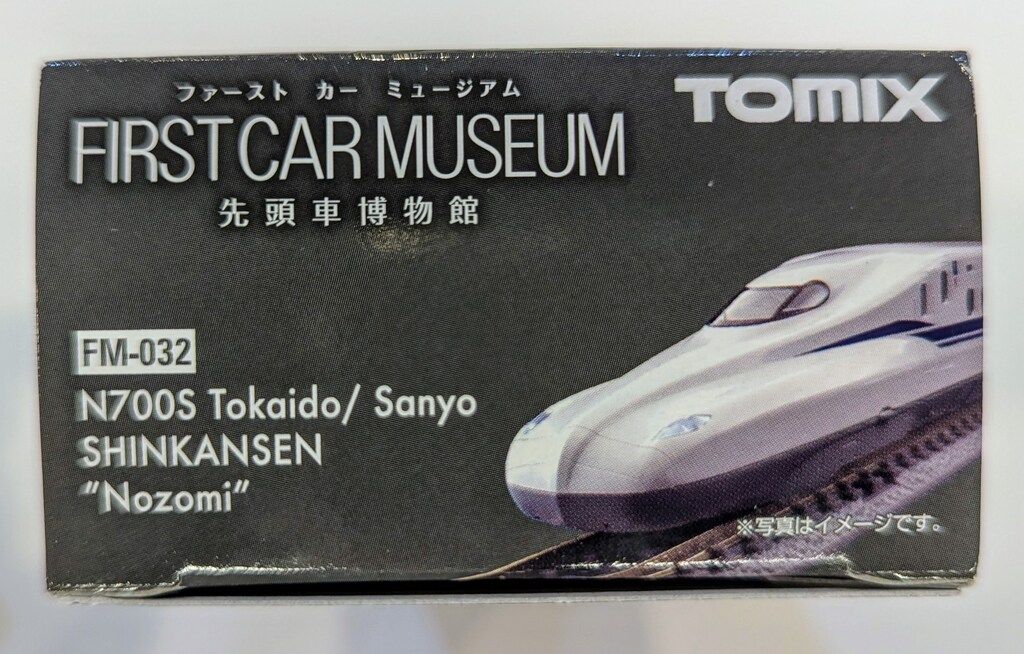 ファースト カー ミュージアム
TOMIX
FIRST CAR MUSEUM
先頭車博物館
FM-032
N700S Tokaido/ Sanyo
SHINKANSEN
"Nozomi"
※写真はイメージです。